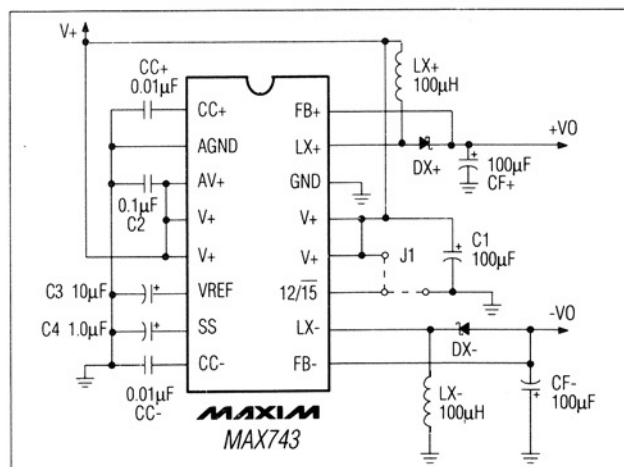 V+
CC+
0.01µF
LX+
100µH
CC+
FB+
+VO
AGND
LX+
DX+
100µF
CF+
AV+
GND
0.1µF
C2
V+
V+
C1
100µF
V+
V+
J1
C3 10µF
VREF
12/15
C4 1.0µF
SS
LX-
-VO
DX-
CC-
FB-
0.01µF
CC-
LX-
100µH
CF-
100µF
MAXIM
MAX743